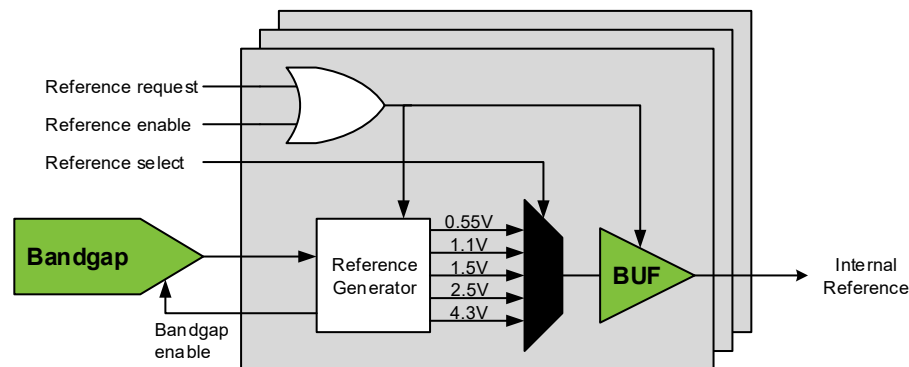 Reference request
Reference enable
Reference select
0.55V
1.1V
1.5V
2.5V
4.3V
Bandgap
Reference
Generator
BUF
Internal
Reference
Bandgap
enable